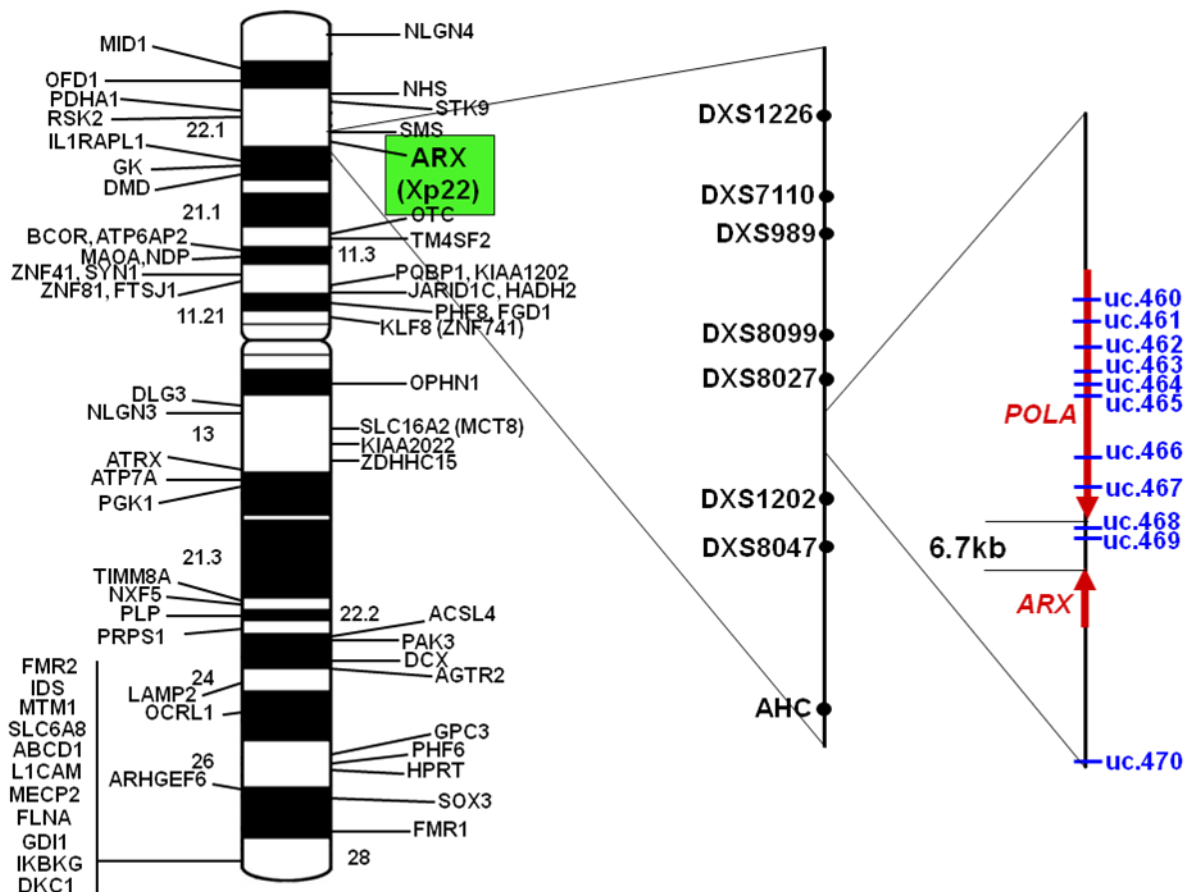 NLGN4
MID1
OFD1
NHS
PDHA1
STK9
RSK2
22.1
SMS
IL1RAPL1
ARX
(Xp22)
GK
DMD
21.1
OTC
BCOR, ATP6AP2
TM4SF2
MAOA, NDP
11.3
ZNF41, SYN1
PQBP1, KIAA1202
ZNF81, FTSJ1
JARID1C, HADH2
11.21
PHF8, FGD1
KLF8 (ZNF741)
OPHN1
DLG3
NLGN3
13
SLC16A2 (MCT8)
KIAA2022
ZDHHC15
ATRX
ATP7A
PGK1
21.3
TIMM8A
NXF5
PLP
22.2
PRPS1
ACSL4
PAK3
DCX
AGTR2
24
LAMP2
OCRL1
GPC3
PHF6
26
HPRT
ARHGEF6
SOX3
FMR1
28
FMR2
IDS
MTM1
SLC6A8
ABCD1
L1CAM
MECP2
FLNA
GDI1
IKBKG
DKC1
DXS1226
DXS7110
DXS989
DXS8099
DXS8027
DXS1202
DXS8047
AHC
uc.460
uc.461
uc.462
uc.463
uc.464
uc.465
POLA
uc.466
uc.467
uc.468
uc.469
6.7kb
ARX
uc.470